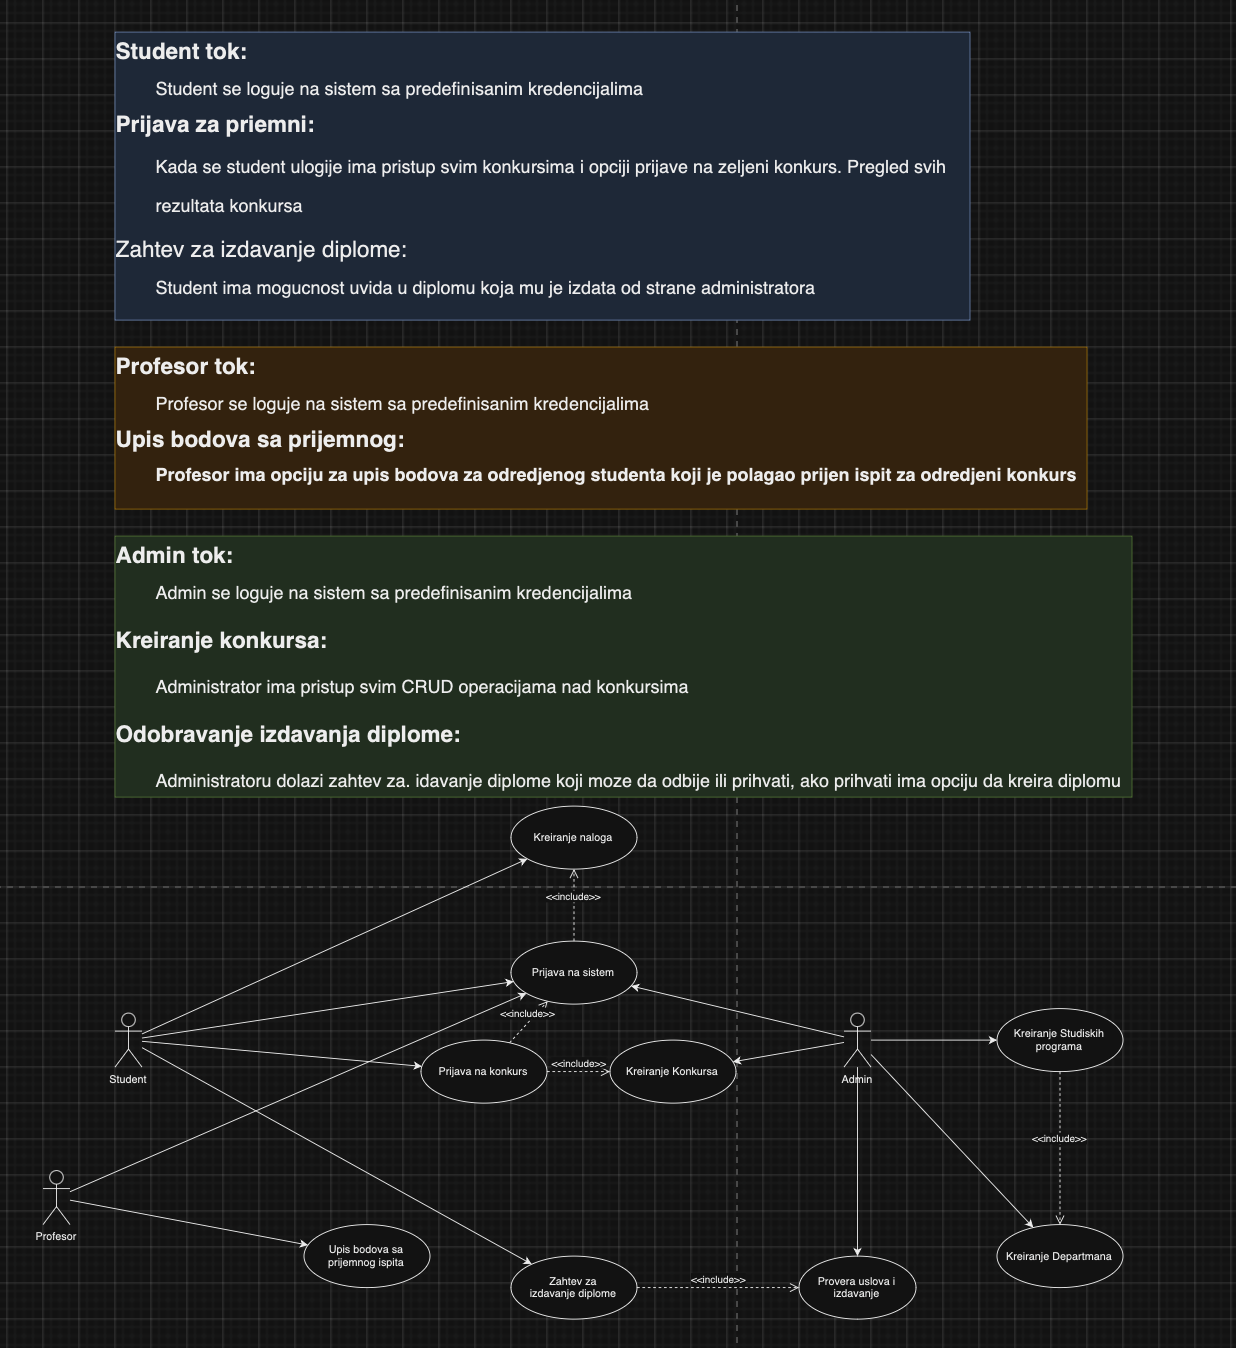 Student tok:
Student se loguje na sistem sa predefinisanim kredencijalima
Prijava za priemni:
Kada se student ulogije ima pristup svim konkursima i opciji prijave na zeljeni konkurs. Pregled svih
rezultata konkursa
Zahtev za izdavanje diplome:
Student ima mogucnost uvida u diplomu koja mu je izdata od strane administratora
Profesor tok:
Profesor se loguje na sistem sa predefinisanim kredencijalima
Upis bodova sa prijemnog:
Profesor ima opciju za upis bodova za odredjenog studenta koji je polagao prijen ispit za odredjeni konkurs
Admin tok:
Admin se loguje na sistem sa predefinisanim kredencijalima
Kreiranje konkursa:
Administrator ima pristup svim CRUD operacijama nad konkursima
Odobravanje izdavanja diplome:
Administratoru dolazi zahtev za. idavanje diplome koji moze da odbije ili prihvati, ako prihvati ima opciju da kreira diplomu
Kreiranje naloga
<<include>>
Prijava na sistem
<<include>>
Student
Prijava na konkurs
<<include>>
Kreiranje Konkursa
Admin
Kreiranje Studiskih
programa
<<include>>
Profesor
Upis bodova sa
prijemnog ispita
Zahtev za
izdavanje diplome
<<include>>
Provera uslova i
izdavanje
Kreiranje Departmana